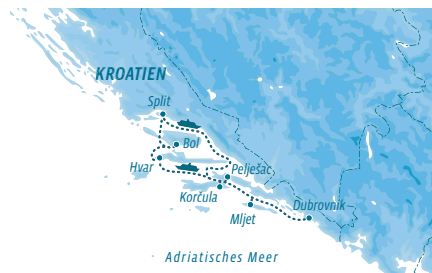 KROATIEN
Split
Bol
Hvar
Pelješac
Korčula
Dubrovnik
Mljet
Adriatisches Meer